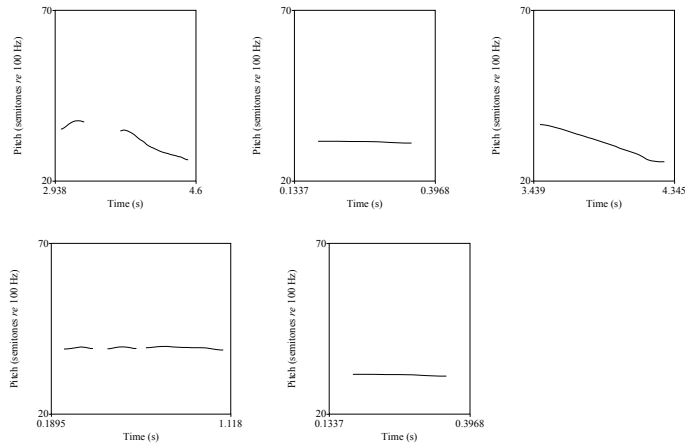 70
Pitch (semitones re 100 Hz)
20
2.938 4.6
Time (s)
70
Pitch (semitones re 100 Hz)
20
0.1337 0.3968
Time (s)
70
Pitch (semitones re 100 Hz)
20
3.439 4.345
Time (s)
70
Pitch (semitones re 100 Hz)
20
0.1895 1.118
Time (s)
70
Pitch (semitones re 100 Hz)
20
0.1337 0.3968
Time (s)